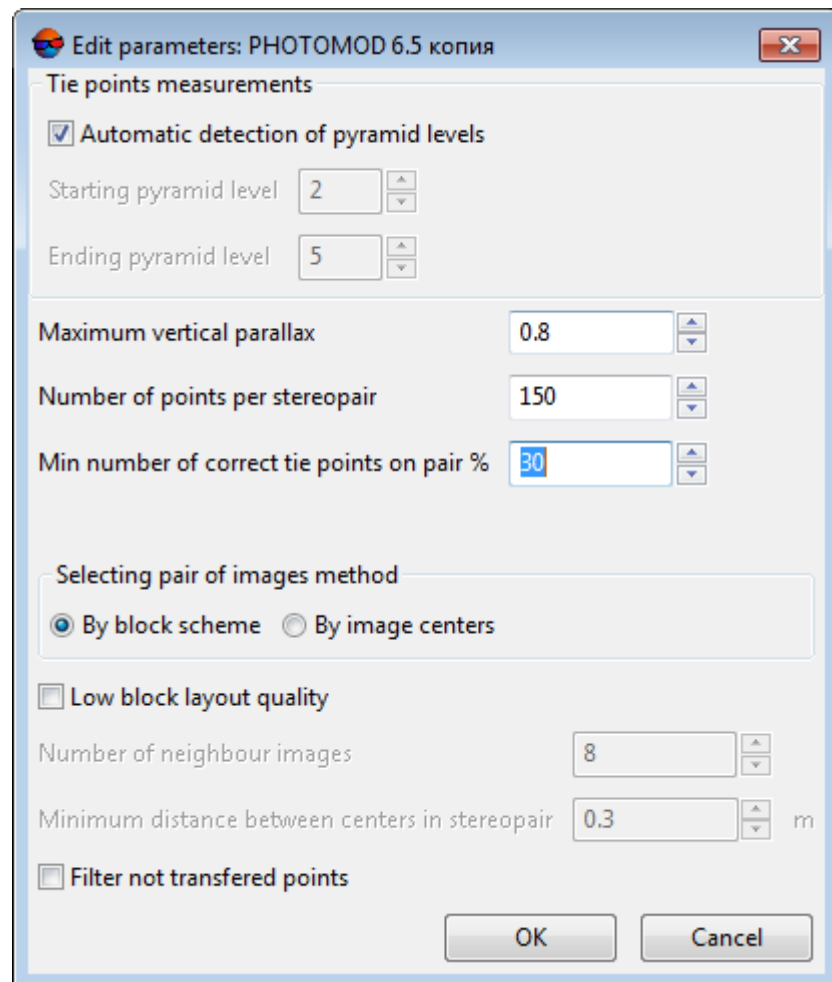 Edit parameters: PHOTOMOD 6.5 копия
Tie points measurements
Automatic detection of pyramid levels
Starting pyramid level 2
Ending pyramid level 5
Maximum vertical parallax 0.8
Number of points per stereopair 150
Min number of correct tie points on pair % 30
Selecting pair of images method
By block scheme By image centers
Low block layout quality
Number of neighbour images 8
Minimum distance between centers in stereopair 0.3 m
Filter not transfered points
OK Cancel